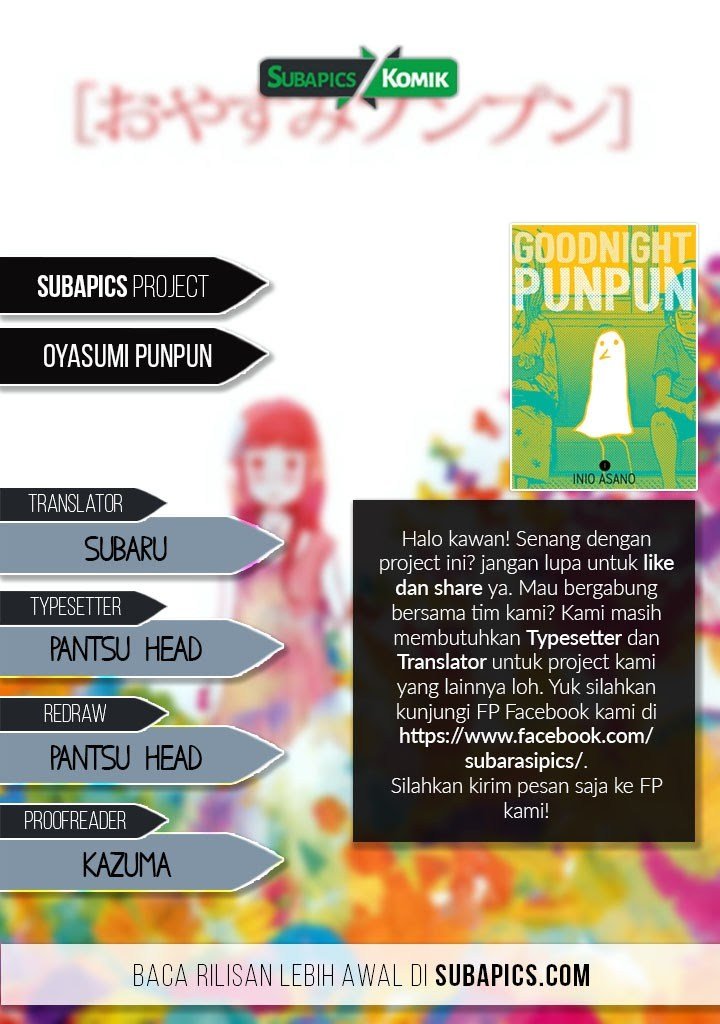 SUBAPICS KOMIK
[おやすみプンプン]
SUBAPICS PROJECT
OYASUMI PUNPUN
GOODNIGHT
PUNPUN
1
INIO ASANO
TRANSLATOR
SUBARU
TYPESETTER
PANTSU HEAD
REDRAW
PANTSU HEAD
PROOFREADER
KAZUMA
Halo kawan! Senang dengan
project ini? jangan lupa untuk like
dan share ya. Mau bergabung
bersama tim kami? Kami masih
membutuhkan Typesetter dan
Translator untuk project kami
yang lainnya loh. Yuk silahkan
kunjungi FP Facebook kami di
https://www.facebook.com/
subarasipics/.
Silahkan kirim pesan saja ke FP
kami!
BACA RILISAN LEBIH AWAL DI SUBAPICS.COM